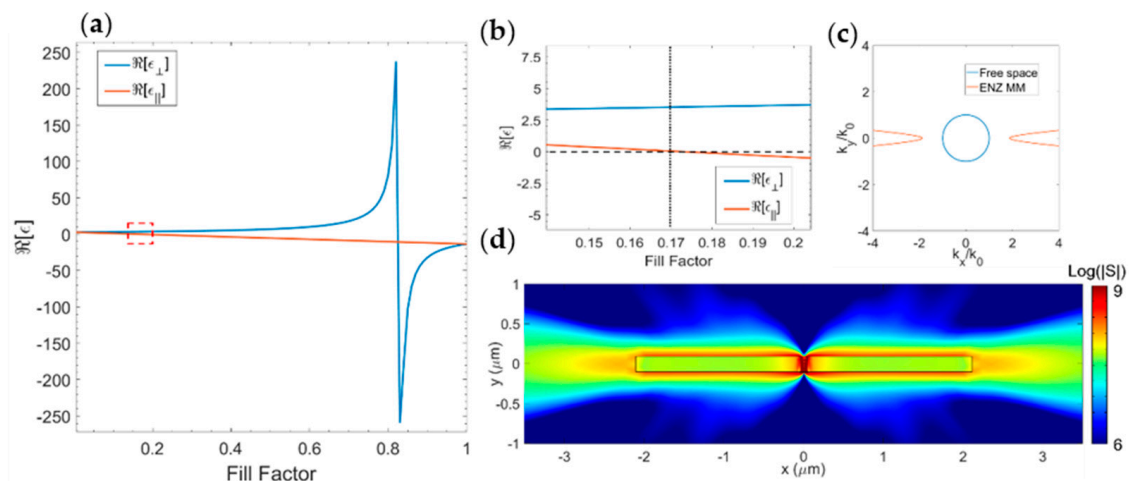 (a)
ℜ[ϵ⊥]
ℜ[ϵ||]
ℜ[ϵ]
250
200
150
100
50
0
-50
-100
-150
-200
-250
0.2
0.4
0.6
0.8
1
Fill Factor
(b)
ℜ[ϵ]
7.5
5
2.5
0
-2.5
-5
0.15
0.16
0.17
0.18
0.19
0.2
Fill Factor
ℜ[ϵ⊥]
ℜ[ϵ||]
(c)
Free space
ENZ MM
ky/k0
4
2
0
-2
-4
-4
-2
0
2
4
kx/k0
(d)
Log(|S|)
9
6
y (μm)
1
0.5
0
-0.5
-1
-3
-2
-1
0
1
2
3
x (μm)